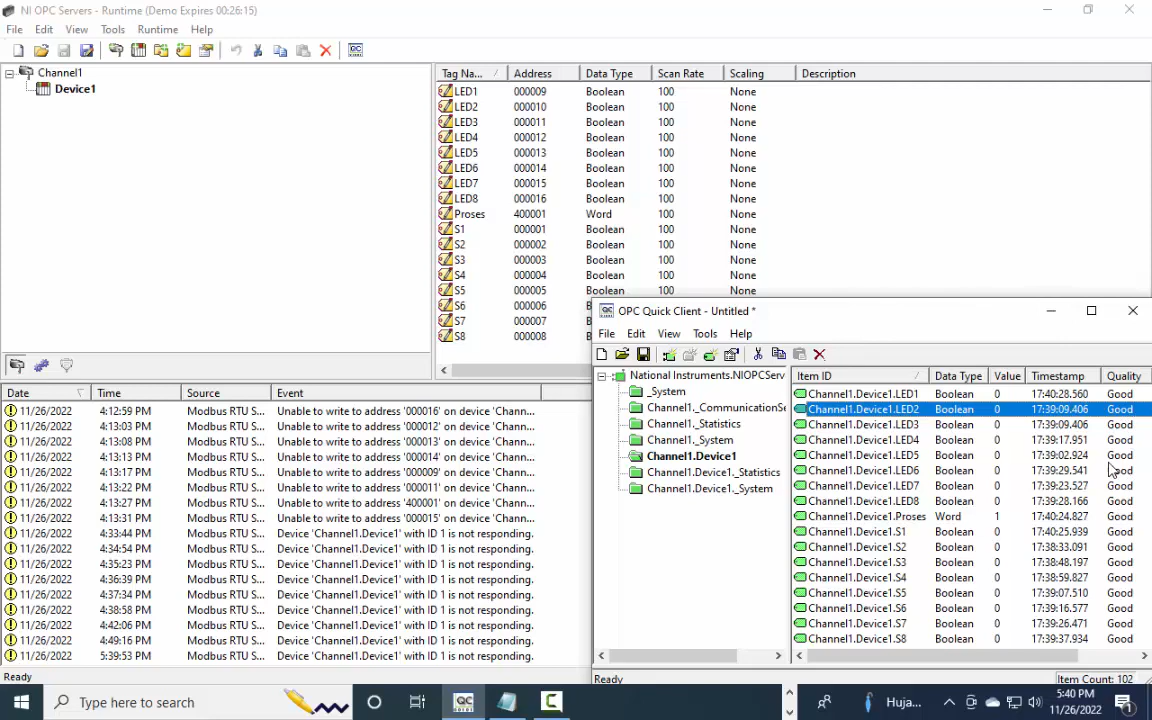 NI OPC Servers - Runtime (Demo Expires 00:26:15)
File Edit View Tools Runtime Help
Channel1
Device1
Tag Na... Address Data Type Scan Rate Scaling Description
LED1 000009 Boolean 100 None
LED2 000010 Boolean 100 None
LED3 000011 Boolean 100 None
LED4 000012 Boolean 100 None
LED5 000013 Boolean 100 None
LED6 000014 Boolean 100 None
LED7 000015 Boolean 100 None
LED8 000016 Boolean 100 None
Proses 400001 Word 100 None
S1 000001 Boolean 100 None
S2 000002 Boolean 100 None
S3 000003 Boolean 100 None
S4 000004 Boolean 100 None
S5 000005 Boolean 100 None
S6 000006
S7 000007
S8 000008
Date Time Source Event
11/26/2022 4:12:59 PM Modbus RTU S... Unable to write to address '000016' on device 'Chann...
11/26/2022 4:13:03 PM Modbus RTU S... Unable to write to address '000012' on device 'Chann...
11/26/2022 4:13:08 PM Modbus RTU S... Unable to write to address '000013' on device 'Chann...
11/26/2022 4:13:13 PM Modbus RTU S... Unable to write to address '000014' on device 'Chann...
11/26/2022 4:13:17 PM Modbus RTU S... Unable to write to address '000009' on device 'Chann...
11/26/2022 4:13:24 PM Modbus RTU S... Unable to write to address '000011' on device 'Chann...
11/26/2022 4:13:27 PM Modbus RTU S... Unable to write to address '400001' on device 'Chann...
11/26/2022 4:13:31 PM Modbus RTU S... Unable to write to address '000015' on device 'Chann...
11/26/2022 4:33:44 PM Modbus RTU S... Device 'Channel1.Device1' with ID 1 is not responding.
11/26/2022 4:34:54 PM Modbus RTU S... Device 'Channel1.Device1' with ID 1 is not responding.
11/26/2022 4:35:23 PM Modbus RTU S... Device 'Channel1.Device1' with ID 1 is not responding.
11/26/2022 4:36:39 PM Modbus RTU S... Device 'Channel1.Device1' with ID 1 is not responding.
11/26/2022 4:37:34 PM Modbus RTU S... Device 'Channel1.Device1' with ID 1 is not responding.
11/26/2022 4:38:58 PM Modbus RTU S... Device 'Channel1.Device1' with ID 1 is not responding.
11/26/2022 4:42:06 PM Modbus RTU S... Device 'Channel1.Device1' with ID 1 is not responding.
11/26/2022 4:49:16 PM Modbus RTU S... Device 'Channel1.Device1' with ID 1 is not responding.
11/26/2022 5:39:53 PM Modbus RTU S... Device 'Channel1.Device1' with ID 1 is not responding.
Ready
OPC Quick Client - Untitled *
File Edit View Tools Help
National Instruments.NIOPCServ
_System
Channel1._CommunicationSe
Channel1._Statistics
Channel1._System
Channel1.Device1
Channel1.Device1._Statistics
Channel1.Device1._System
Item ID Data Type Value Timestamp Quality
Channel1.Device1.LED1 Boolean 0 17:40:28.560 Good
Channel1.Device1.LED2 Boolean 0 17:39:09.406 Good
Channel1.Device1.LED3 Boolean 0 17:39:09.406 Good
Channel1.Device1.LED4 Boolean 0 17:39:17.951 Good
Channel1.Device1.LED5 Boolean 0 17:39:02.924 Good
Channel1.Device1.LED6 Boolean 0 17:39:29.541 Good
Channel1.Device1.LED7 Boolean 0 17:39:23.527 Good
Channel1.Device1.LED8 Boolean 0 17:39:28.166 Good
Channel1.Device1.Proses Word 1 17:40:24.827 Good
Channel1.Device1.S1 Boolean 0 17:40:25.939 Good
Channel1.Device1.S2 Boolean 0 17:38:33.091 Good
Channel1.Device1.S3 Boolean 0 17:38:48.197 Good
Channel1.Device1.S4 Boolean 0 17:38:59.827 Good
Channel1.Device1.S5 Boolean 0 17:39:07.510 Good
Channel1.Device1.S6 Boolean 0 17:39:16.577 Good
Channel1.Device1.S7 Boolean 0 17:39:26.471 Good
Channel1.Device1.S8 Boolean 0 17:39:37.934 Good
Ready Item Count: 102
Type here to search
Huja...
5:40 PM
11/26/2022
1